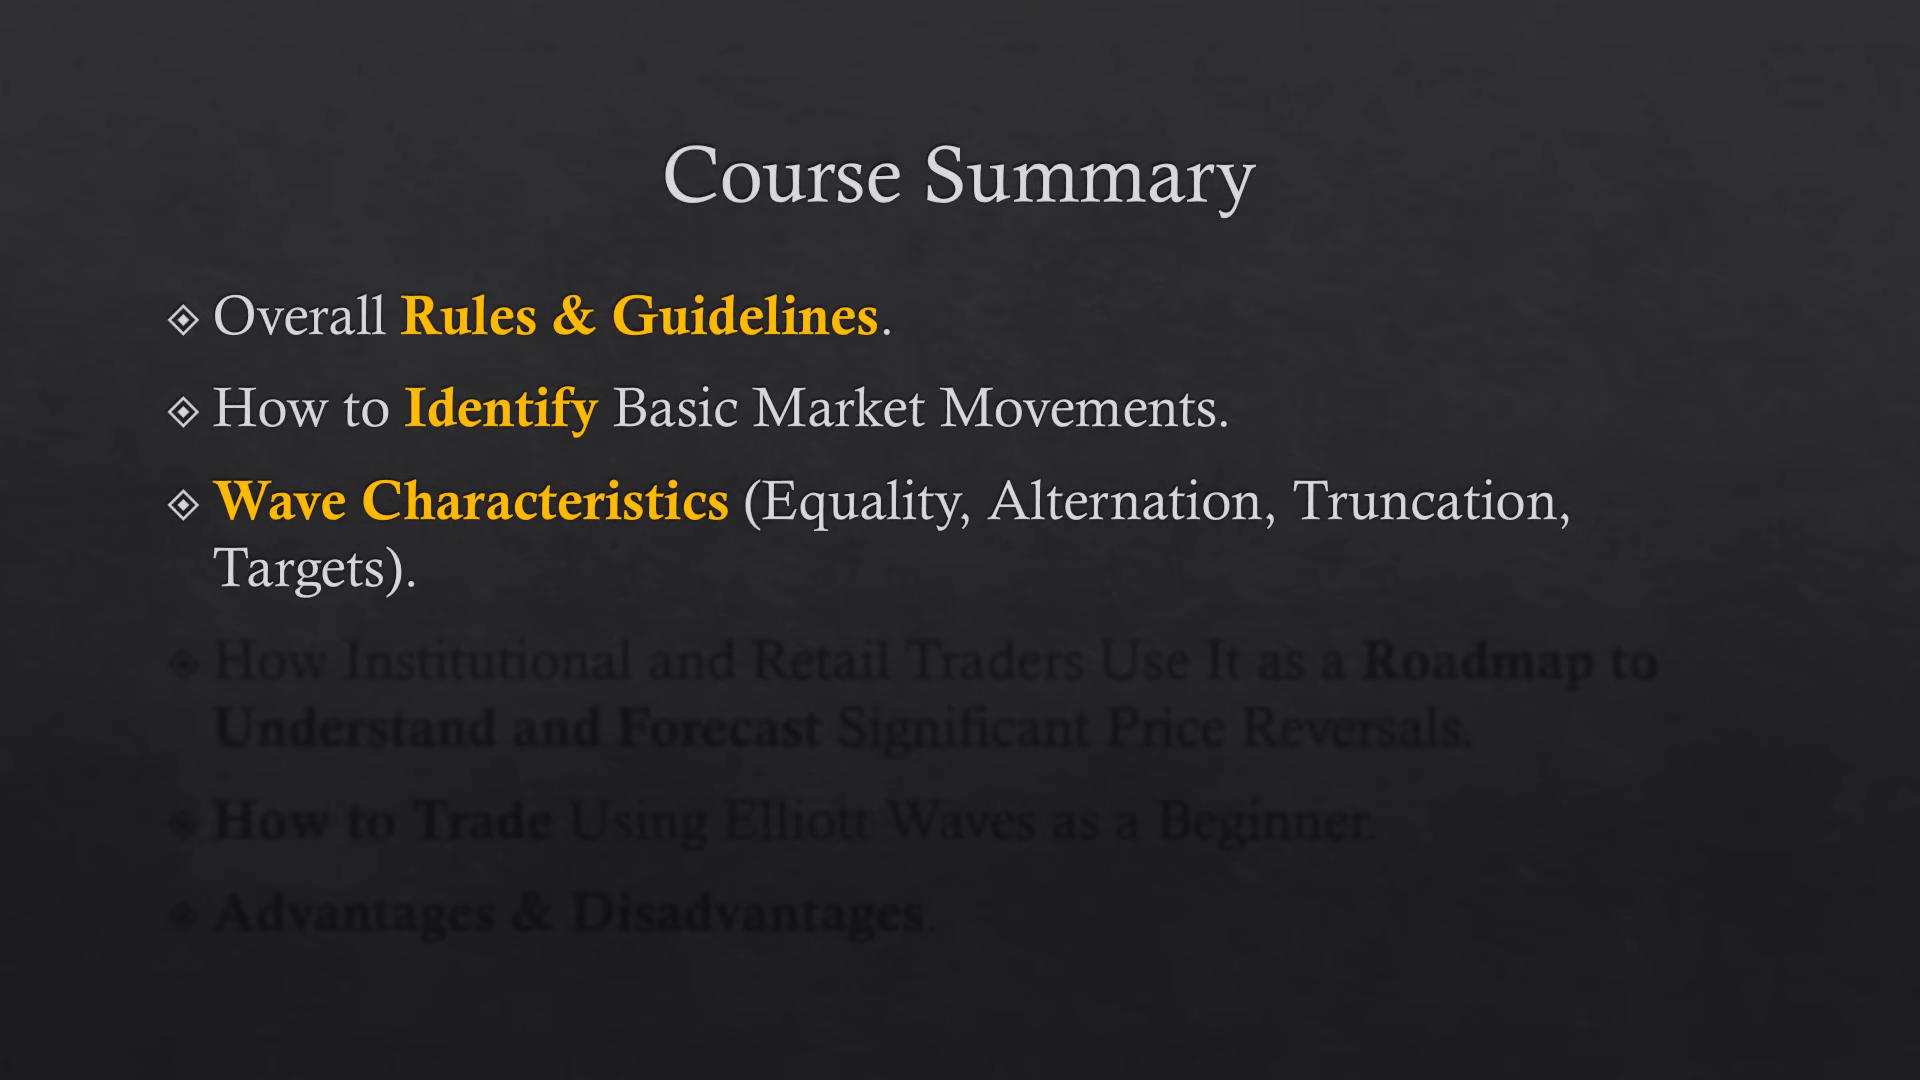 Course Summary
Overall Rules & Guidelines.
How to Identify Basic Market Movements.
Wave Characteristics (Equality, Alternation, Truncation,
Targets).
How Institutional and Retail Traders Use It as a Roadmap to
Understand and Forecast Significant Price Reversals.
How to Trade Using Elliott Waves as a Beginner.
Advantages & Disadvantages.